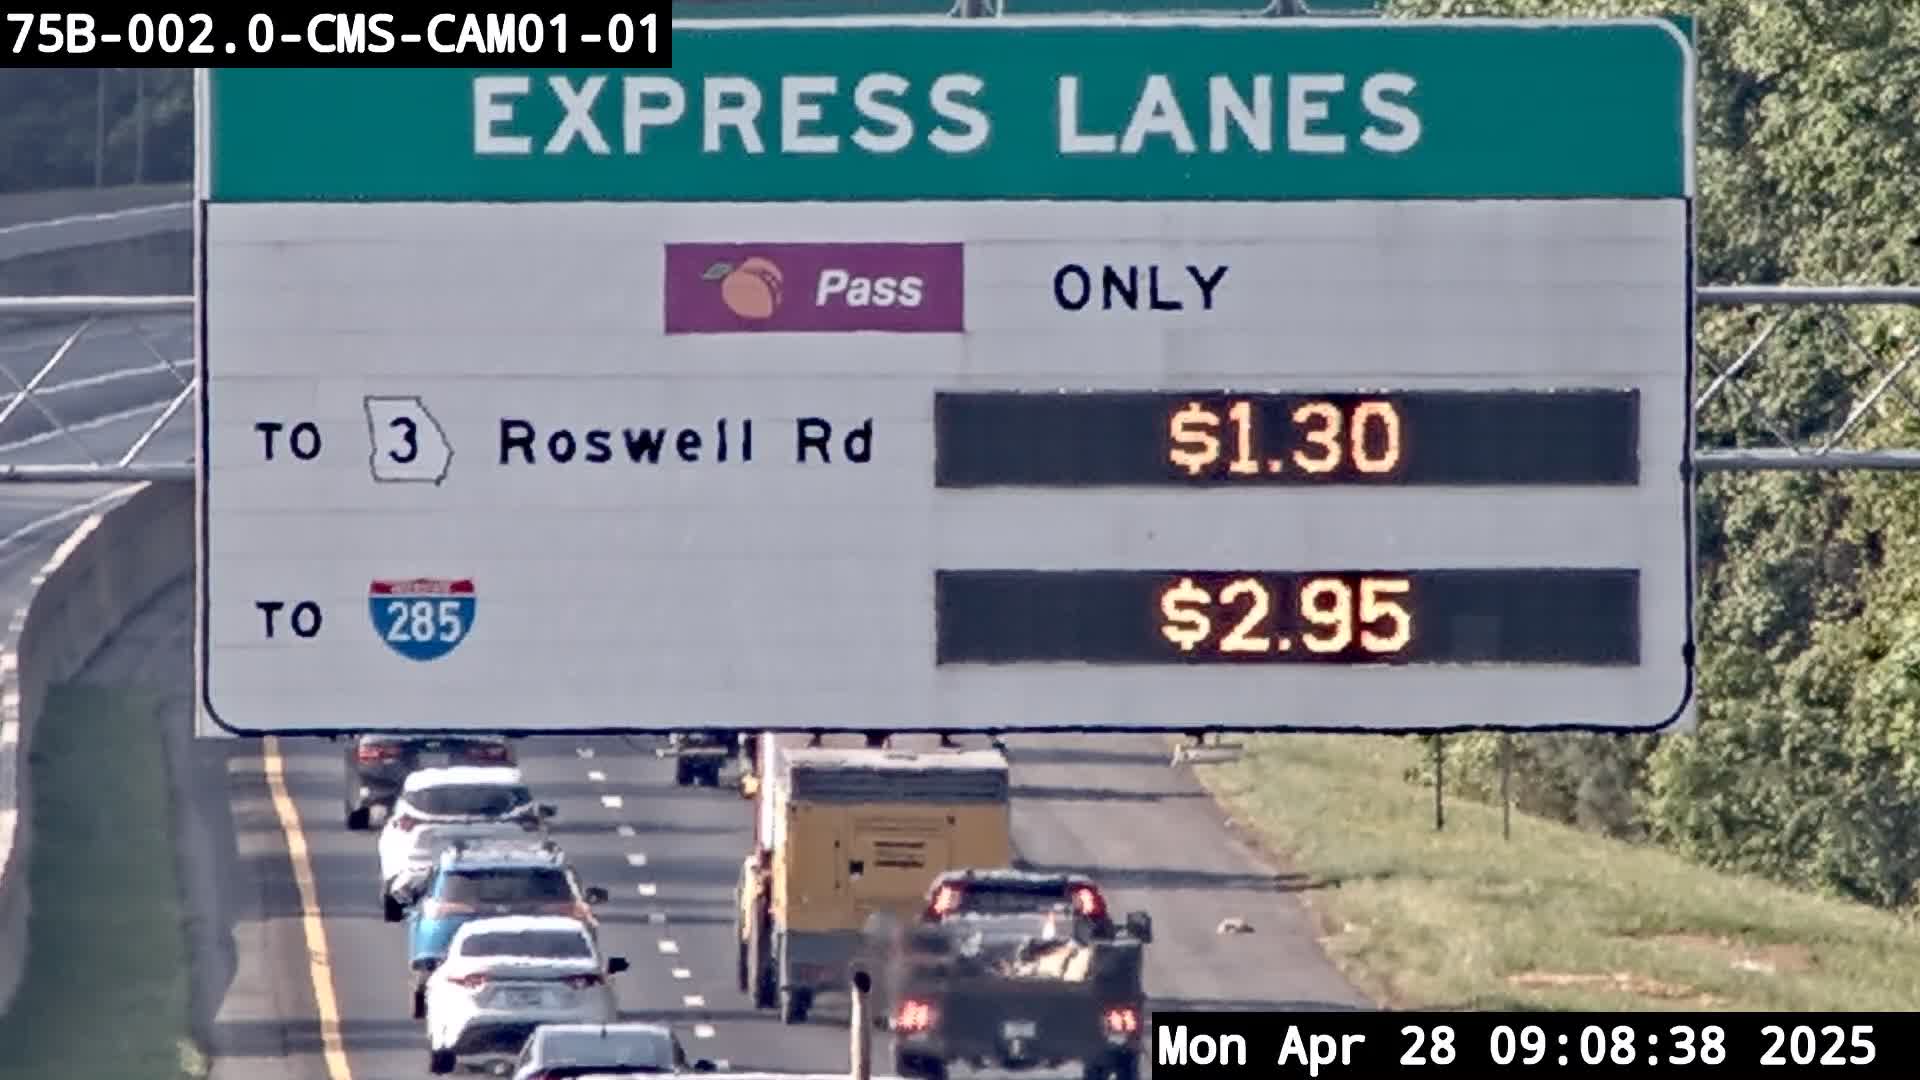 75B-002.0-CMS-CAM01-01
EXPRESS LANES
Pass ONLY
TO 3 Roswell Rd $1.30
TO 285 $2.95
Mon Apr 28 09:08:38 2025